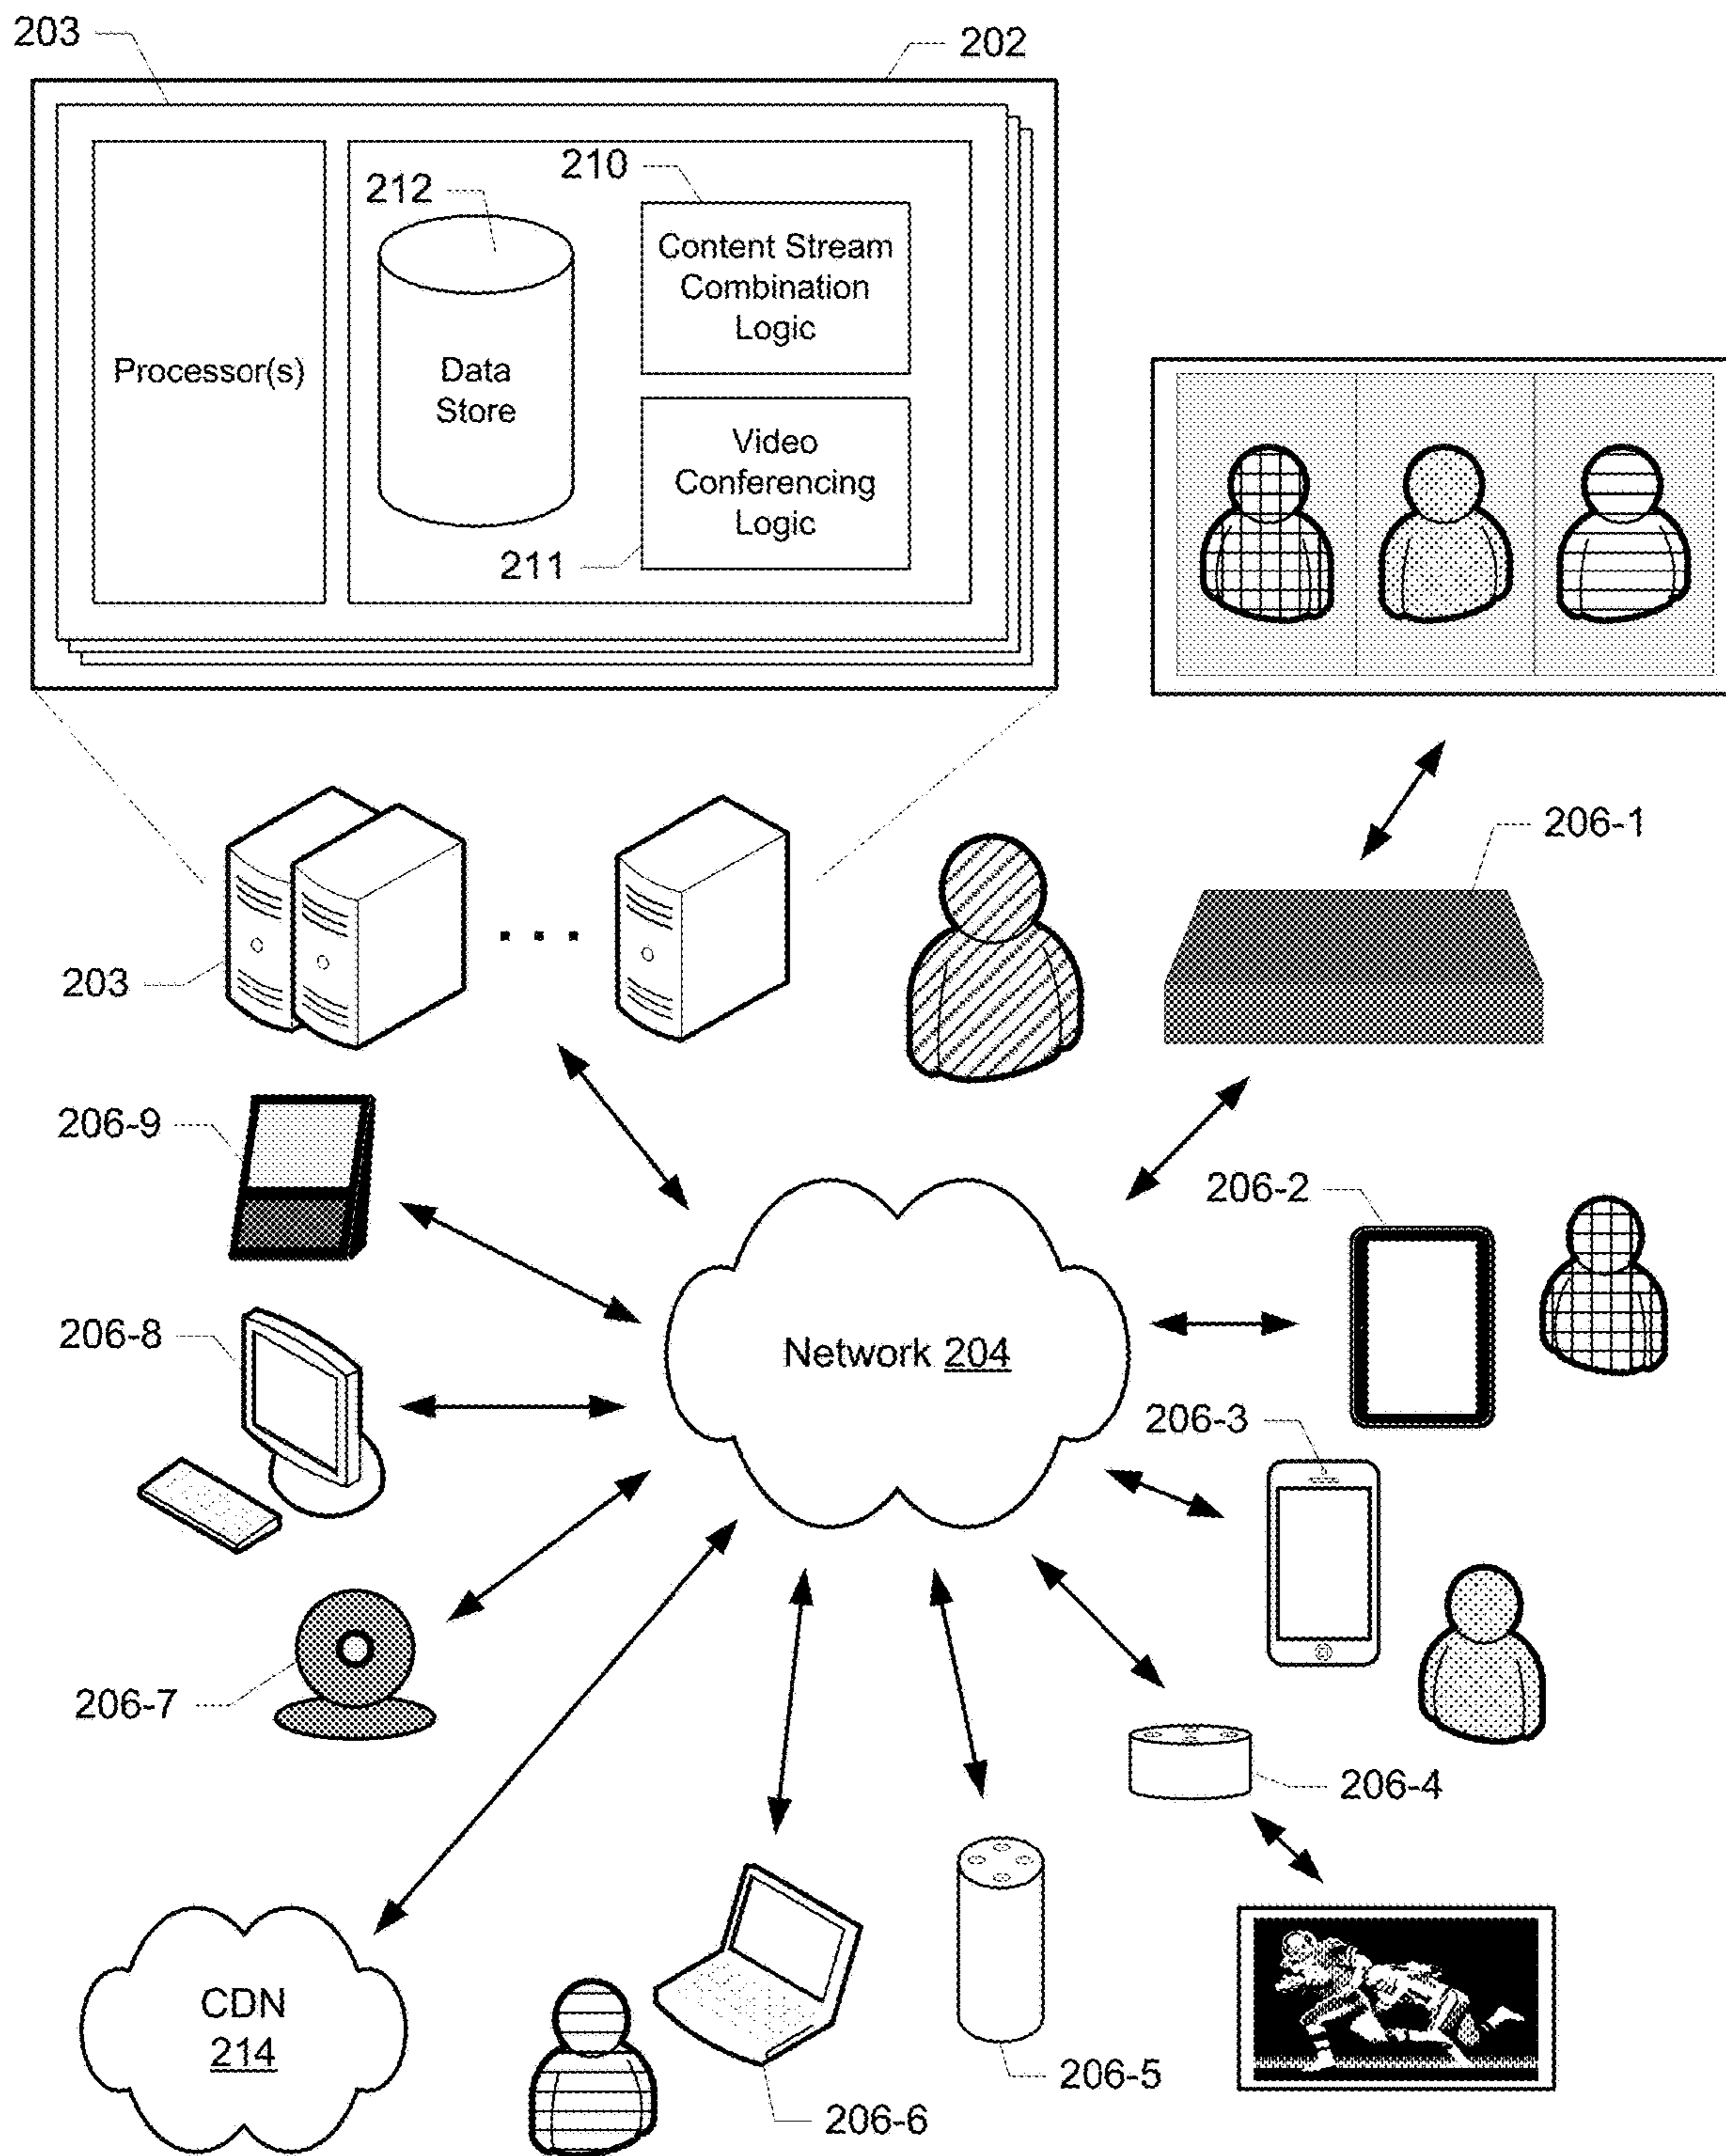 203
202
210
212
Content Stream
Combination
Logic
Processor(s)
Data
Store
Video
Conferencing
Logic
211
206-1
203
206-9
206-2
206-8
Network 204
206-3
206-7
206-4
CDN
214
206-5
206-6